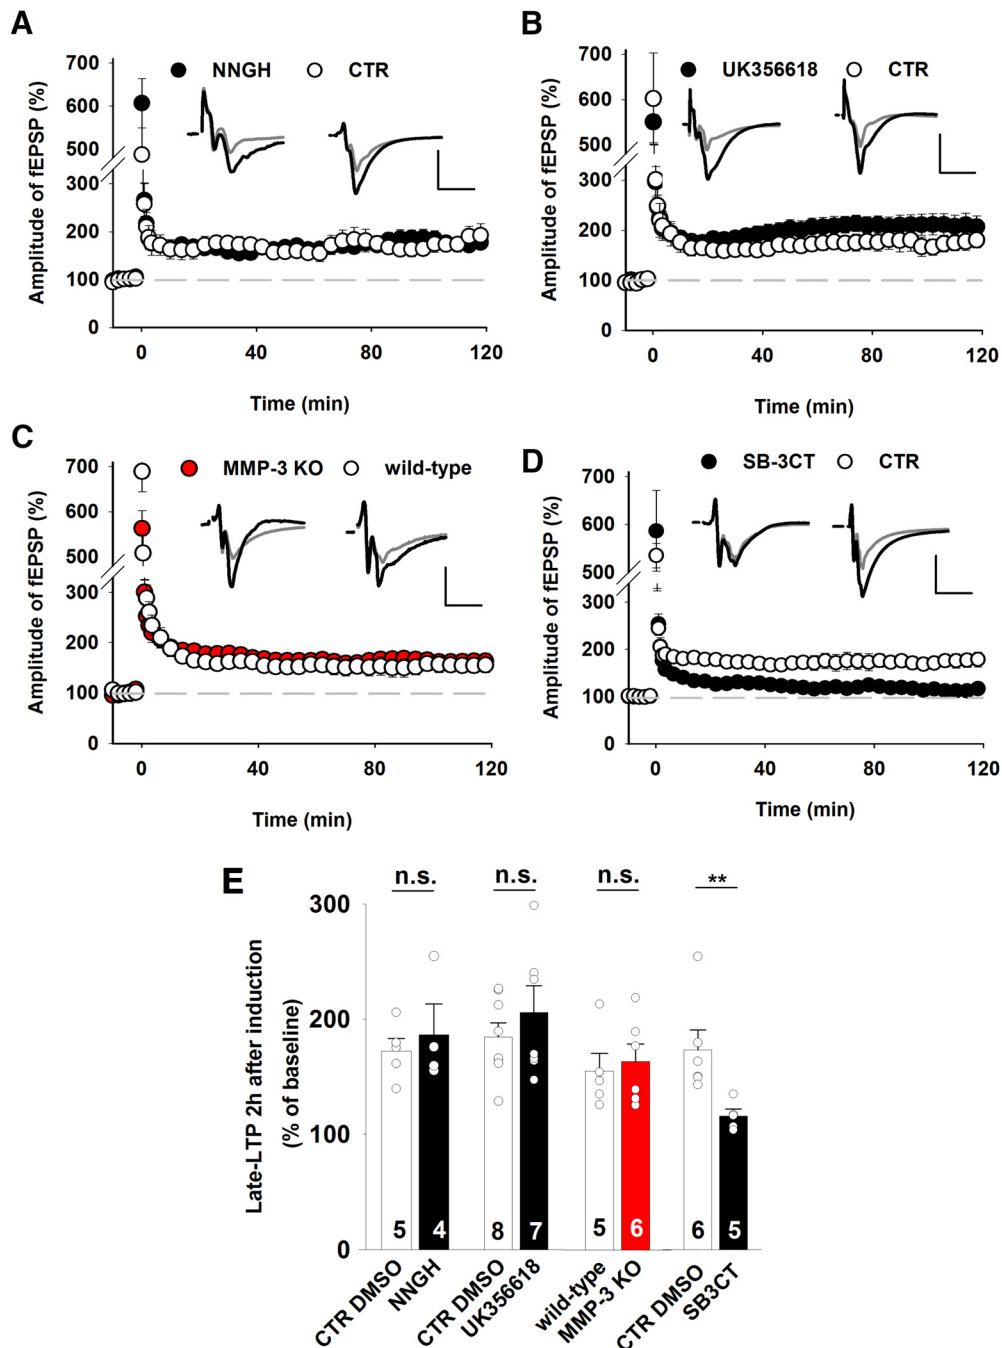 A
NNGH CTR
Amplitude of fEPSP (%)
700
600
500
300
200
100
0
0 40 80 120
Time (min)
B
UK356618 CTR
Amplitude of fEPSP (%)
700
600
500
300
200
100
0
0 40 80 120
Time (min)
C
MMP-3 KO wild-type
Amplitude of fEPSP (%)
700
600
500
300
200
100
0
0 40 80 120
Time (min)
D
SB-3CT CTR
Amplitude of fEPSP (%)
700
600
500
300
200
100
0
0 40 80 120
Time (min)
E
n.s. n.s. n.s. **
Late-LTP 2h after induction
(% of baseline)
300
200
100
0
5 4 8 7 5 6 6 5
CTR DMSO
NNGH
CTR DMSO
UK356618
wild-type
MMP-3 KO
CTR DMSO
SB3CT